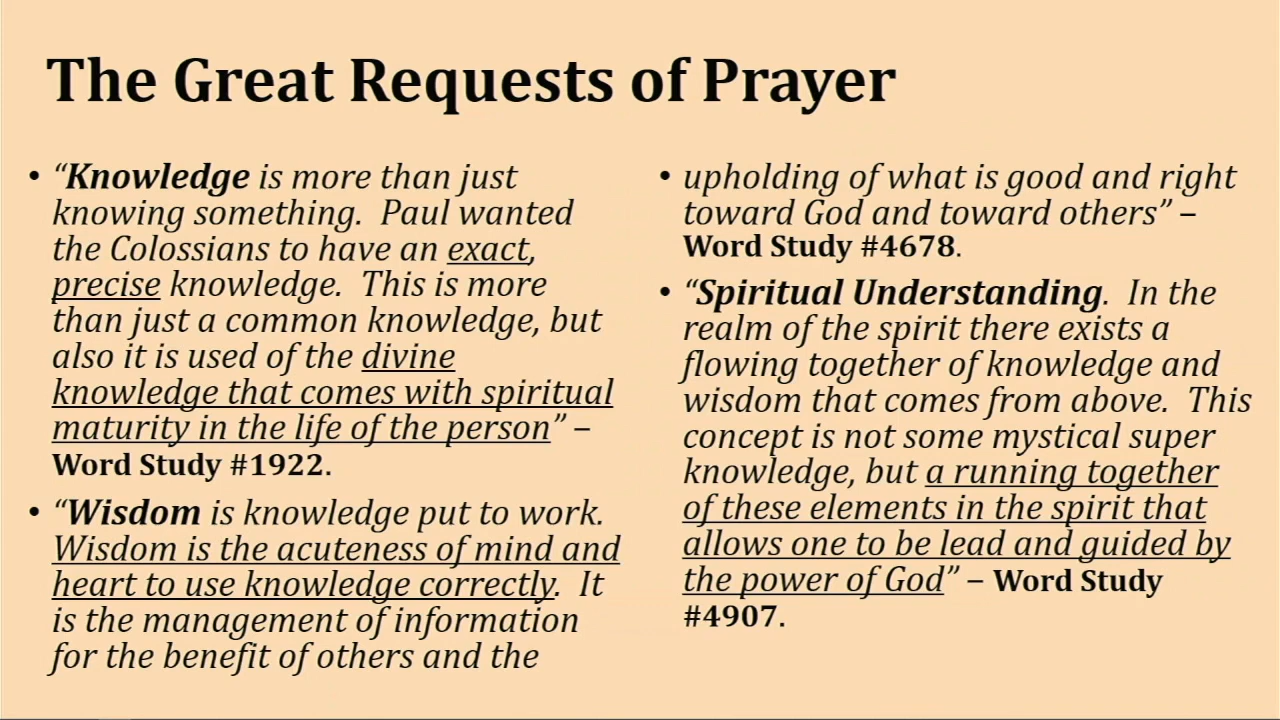 The Great Requests of Prayer
• “Knowledge is more than just
knowing something.  Paul wanted
the Colossians to have an exact,
precise knowledge.  This is more
than just a common knowledge, but
also it is used of the divine
knowledge that comes with spiritual
maturity in the life of the person” –
Word Study #1922.
• “Wisdom is knowledge put to work.
Wisdom is the acuteness of mind and
heart to use knowledge correctly.  It
is the management of information
for the benefit of others and the
• upholding of what is good and right
toward God and toward others” –
Word Study #4678.
• “Spiritual Understanding.  In the
realm of the spirit there exists a
flowing together of knowledge and
wisdom that comes from above.  This
concept is not some mystical super
knowledge, but a running together
of these elements in the spirit that
allows one to be lead and guided by
the power of God” – Word Study
#4907.